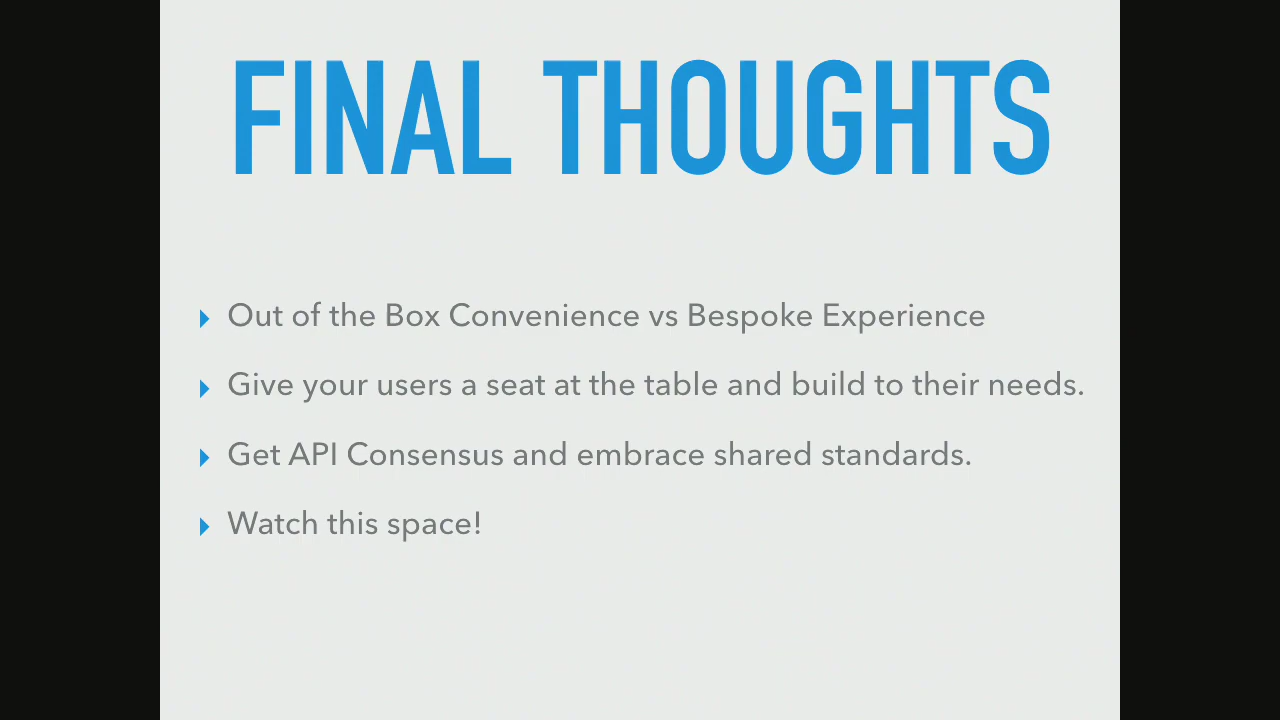 FINAL THOUGHTS
Out of the Box Convenience vs Bespoke Experience
Give your users a seat at the table and build to their needs.
Get API Consensus and embrace shared standards.
Watch this space!